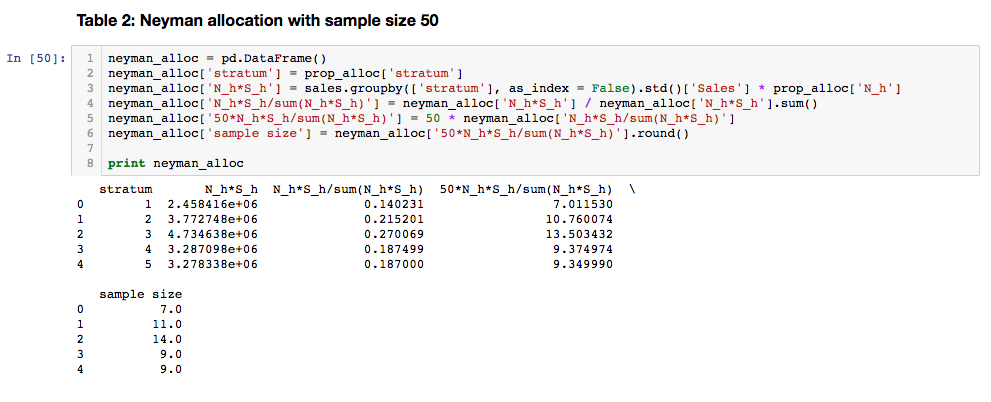 Table 2: Neyman allocation with sample size 50
In [50]:
1 neyman_alloc = pd.DataFrame()
2 neyman_alloc['stratum'] = prop_alloc['stratum']
3 neyman_alloc['N_h*S_h'] = sales.groupby(['stratum'], as_index = False).std()['Sales'] * prop_alloc['N_h']
4 neyman_alloc['N_h*S_h/sum(N_h*S_h)'] = neyman_alloc['N_h*S_h'] / neyman_alloc['N_h*S_h'].sum()
5 neyman_alloc['50*N_h*S_h/sum(N_h*S_h)'] = 50 * neyman_alloc['N_h*S_h/sum(N_h*S_h)']
6 neyman_alloc['sample size'] = neyman_alloc['50*N_h*S_h/sum(N_h*S_h)'].round()
7
8 print neyman_alloc
stratum N_h*S_h N_h*S_h/sum(N_h*S_h) 50*N_h*S_h/sum(N_h*S_h) \
0 1 2.458416e+06 0.140231 7.011530
1 2 3.772748e+06 0.215201 10.760074
2 3 4.734638e+06 0.270069 13.503432
3 4 3.287098e+06 0.187499 9.374974
4 5 3.278338e+06 0.187000 9.349990
sample size
0 7.0
1 11.0
2 14.0
3 9.0
4 9.0